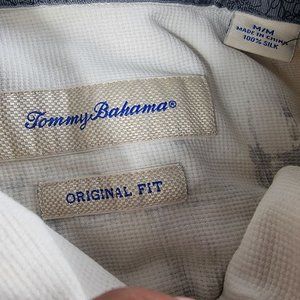 M/M
MADE IN CHINA
100% SILK
Tommy Bahama®
ORIGINAL FIT